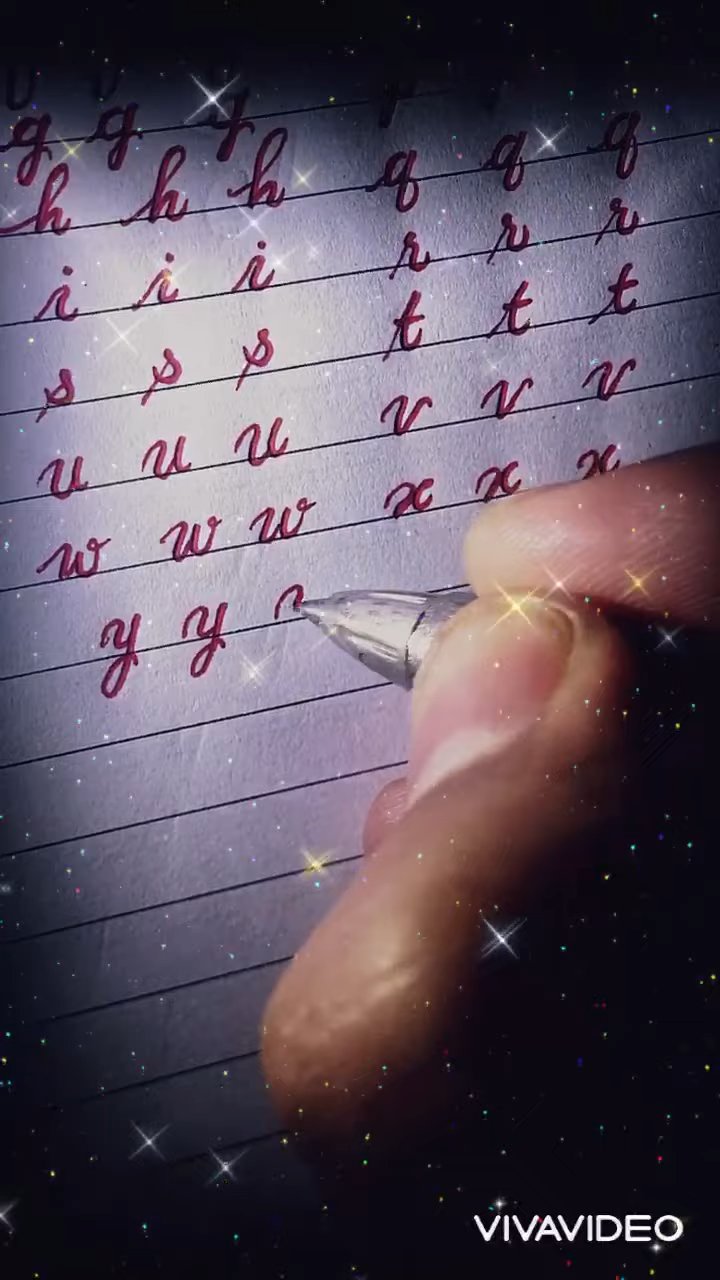 g g g
h h h q q q
i i i r r r
s s s t t t
u u u v v v
w w w x x x
y y
VIVAVIDEO